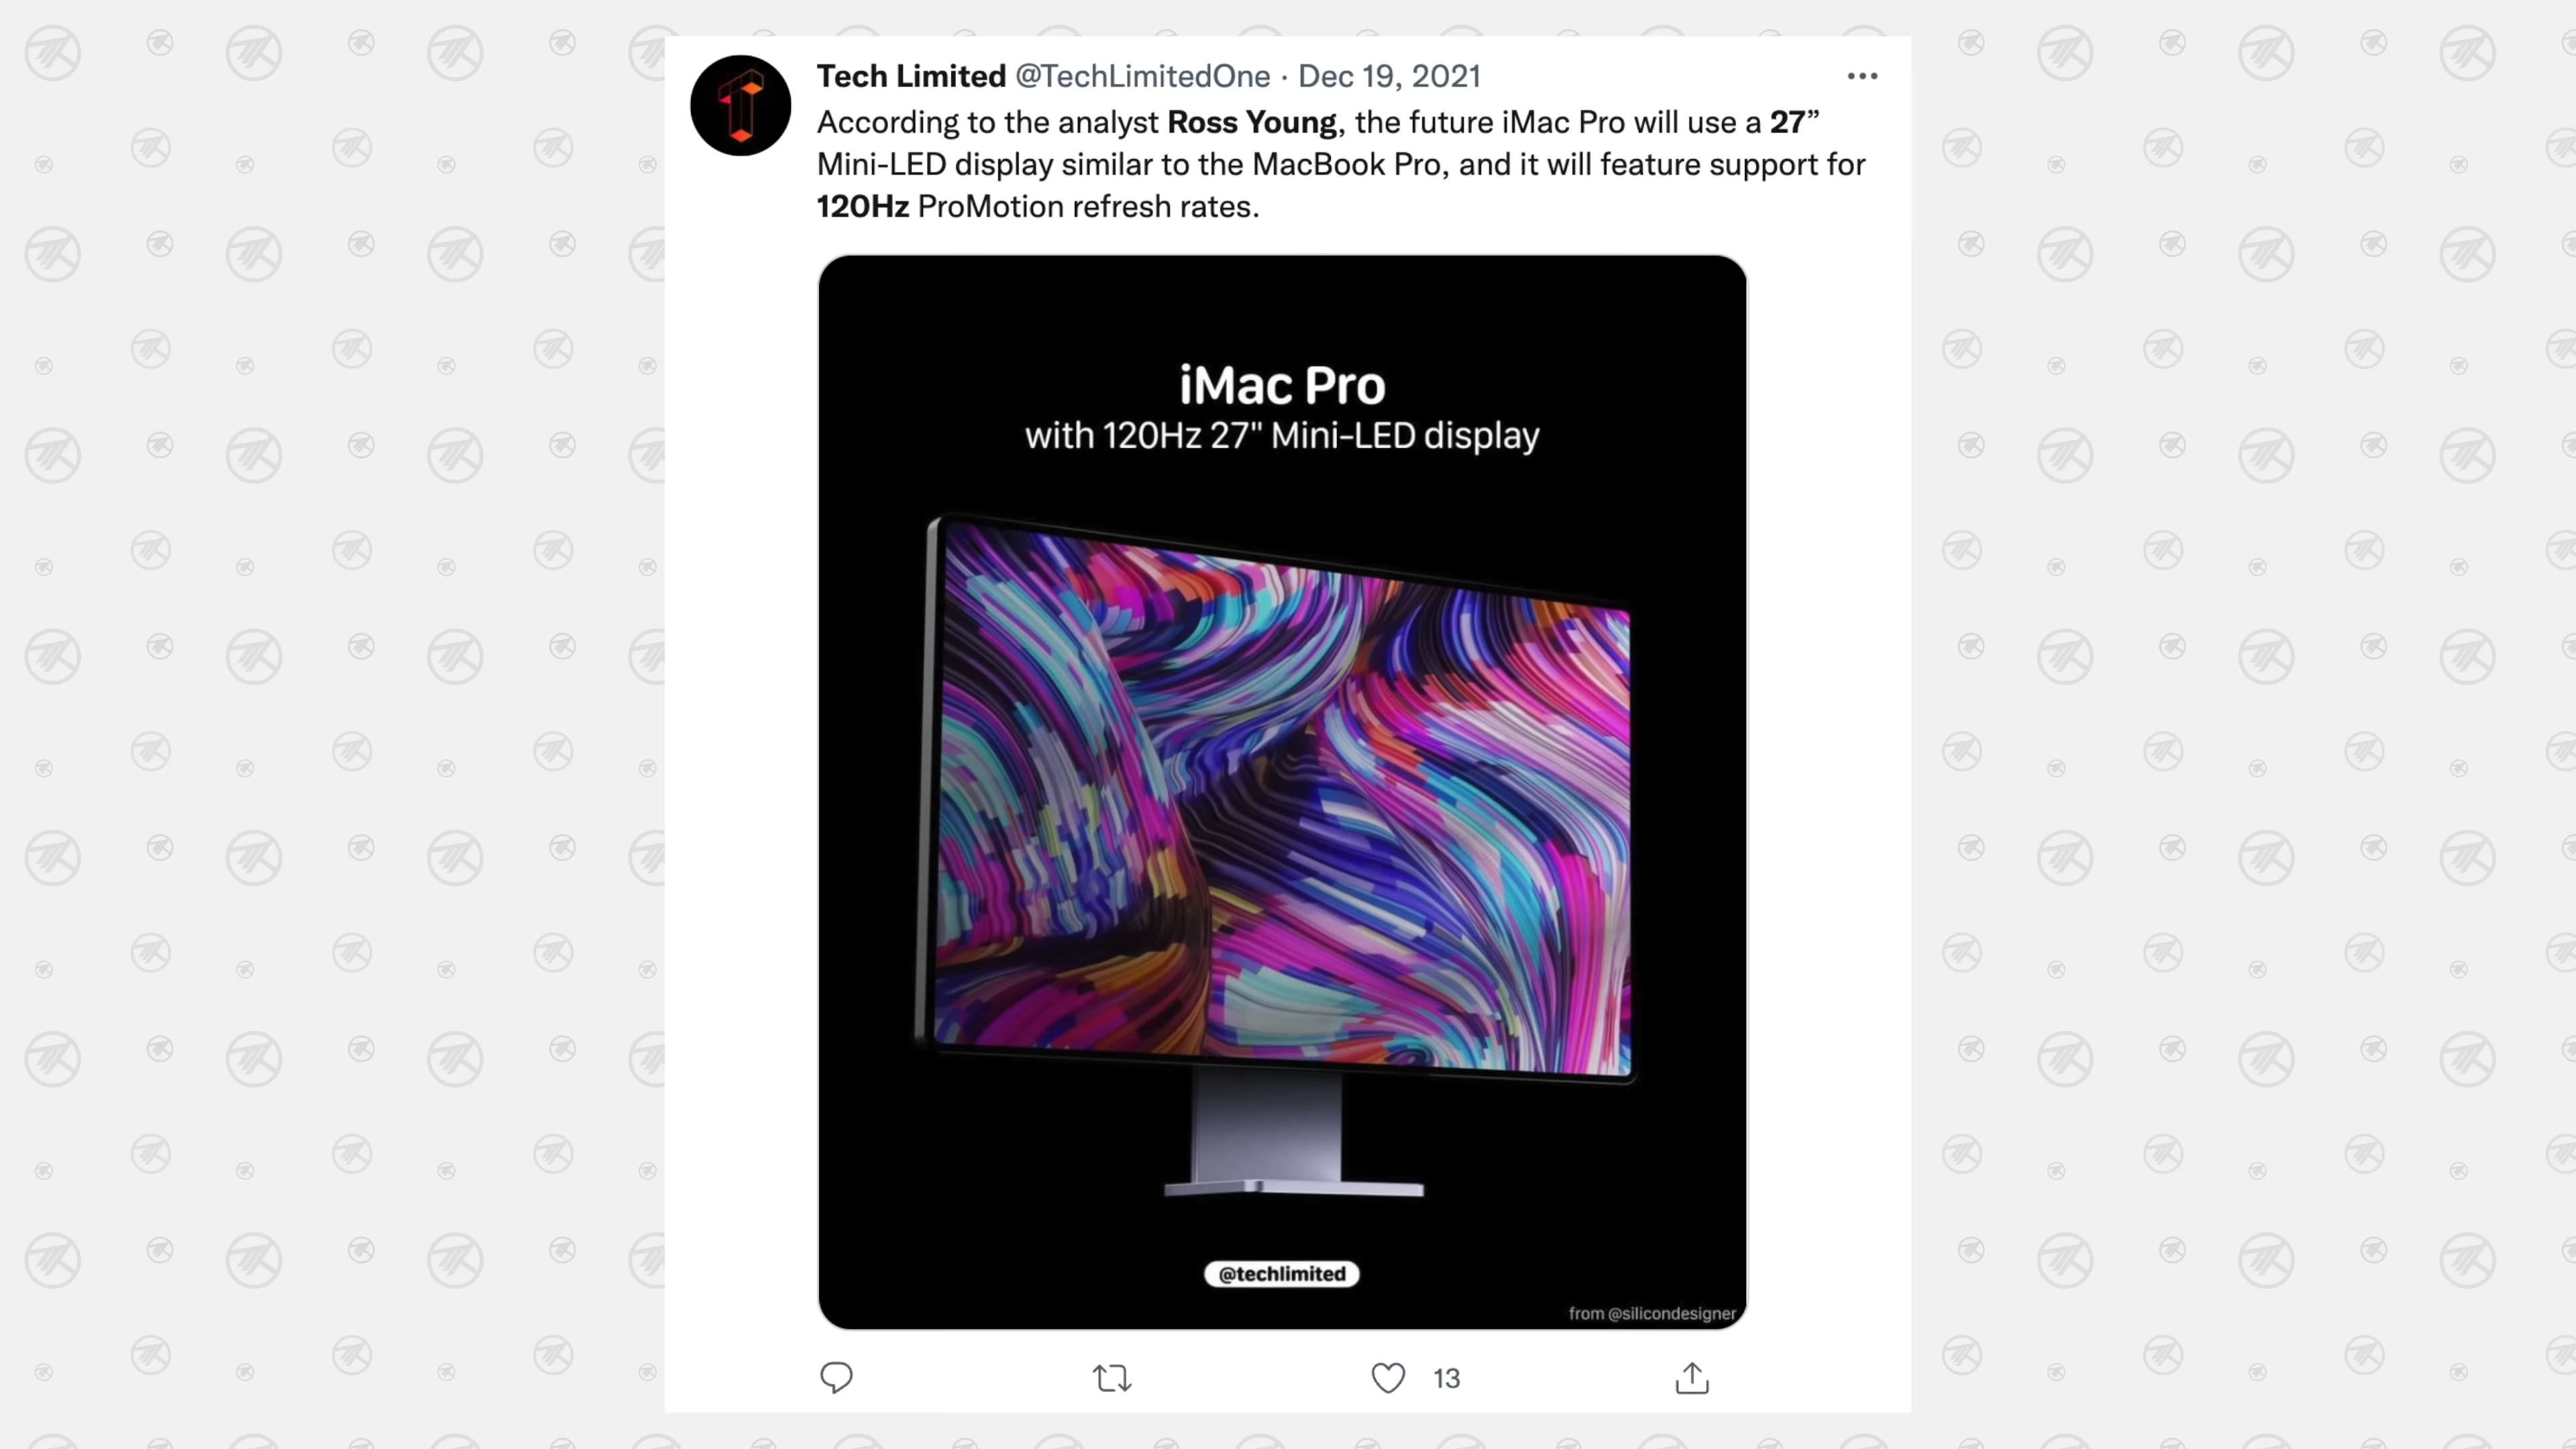 Tech Limited @TechLimitedOne · Dec 19, 2021
According to the analyst Ross Young, the future iMac Pro will use a 27”
Mini-LED display similar to the MacBook Pro, and it will feature support for
120Hz ProMotion refresh rates.
iMac Pro
with 120Hz 27" Mini-LED display
@techlimited
from @silicondesigner
13